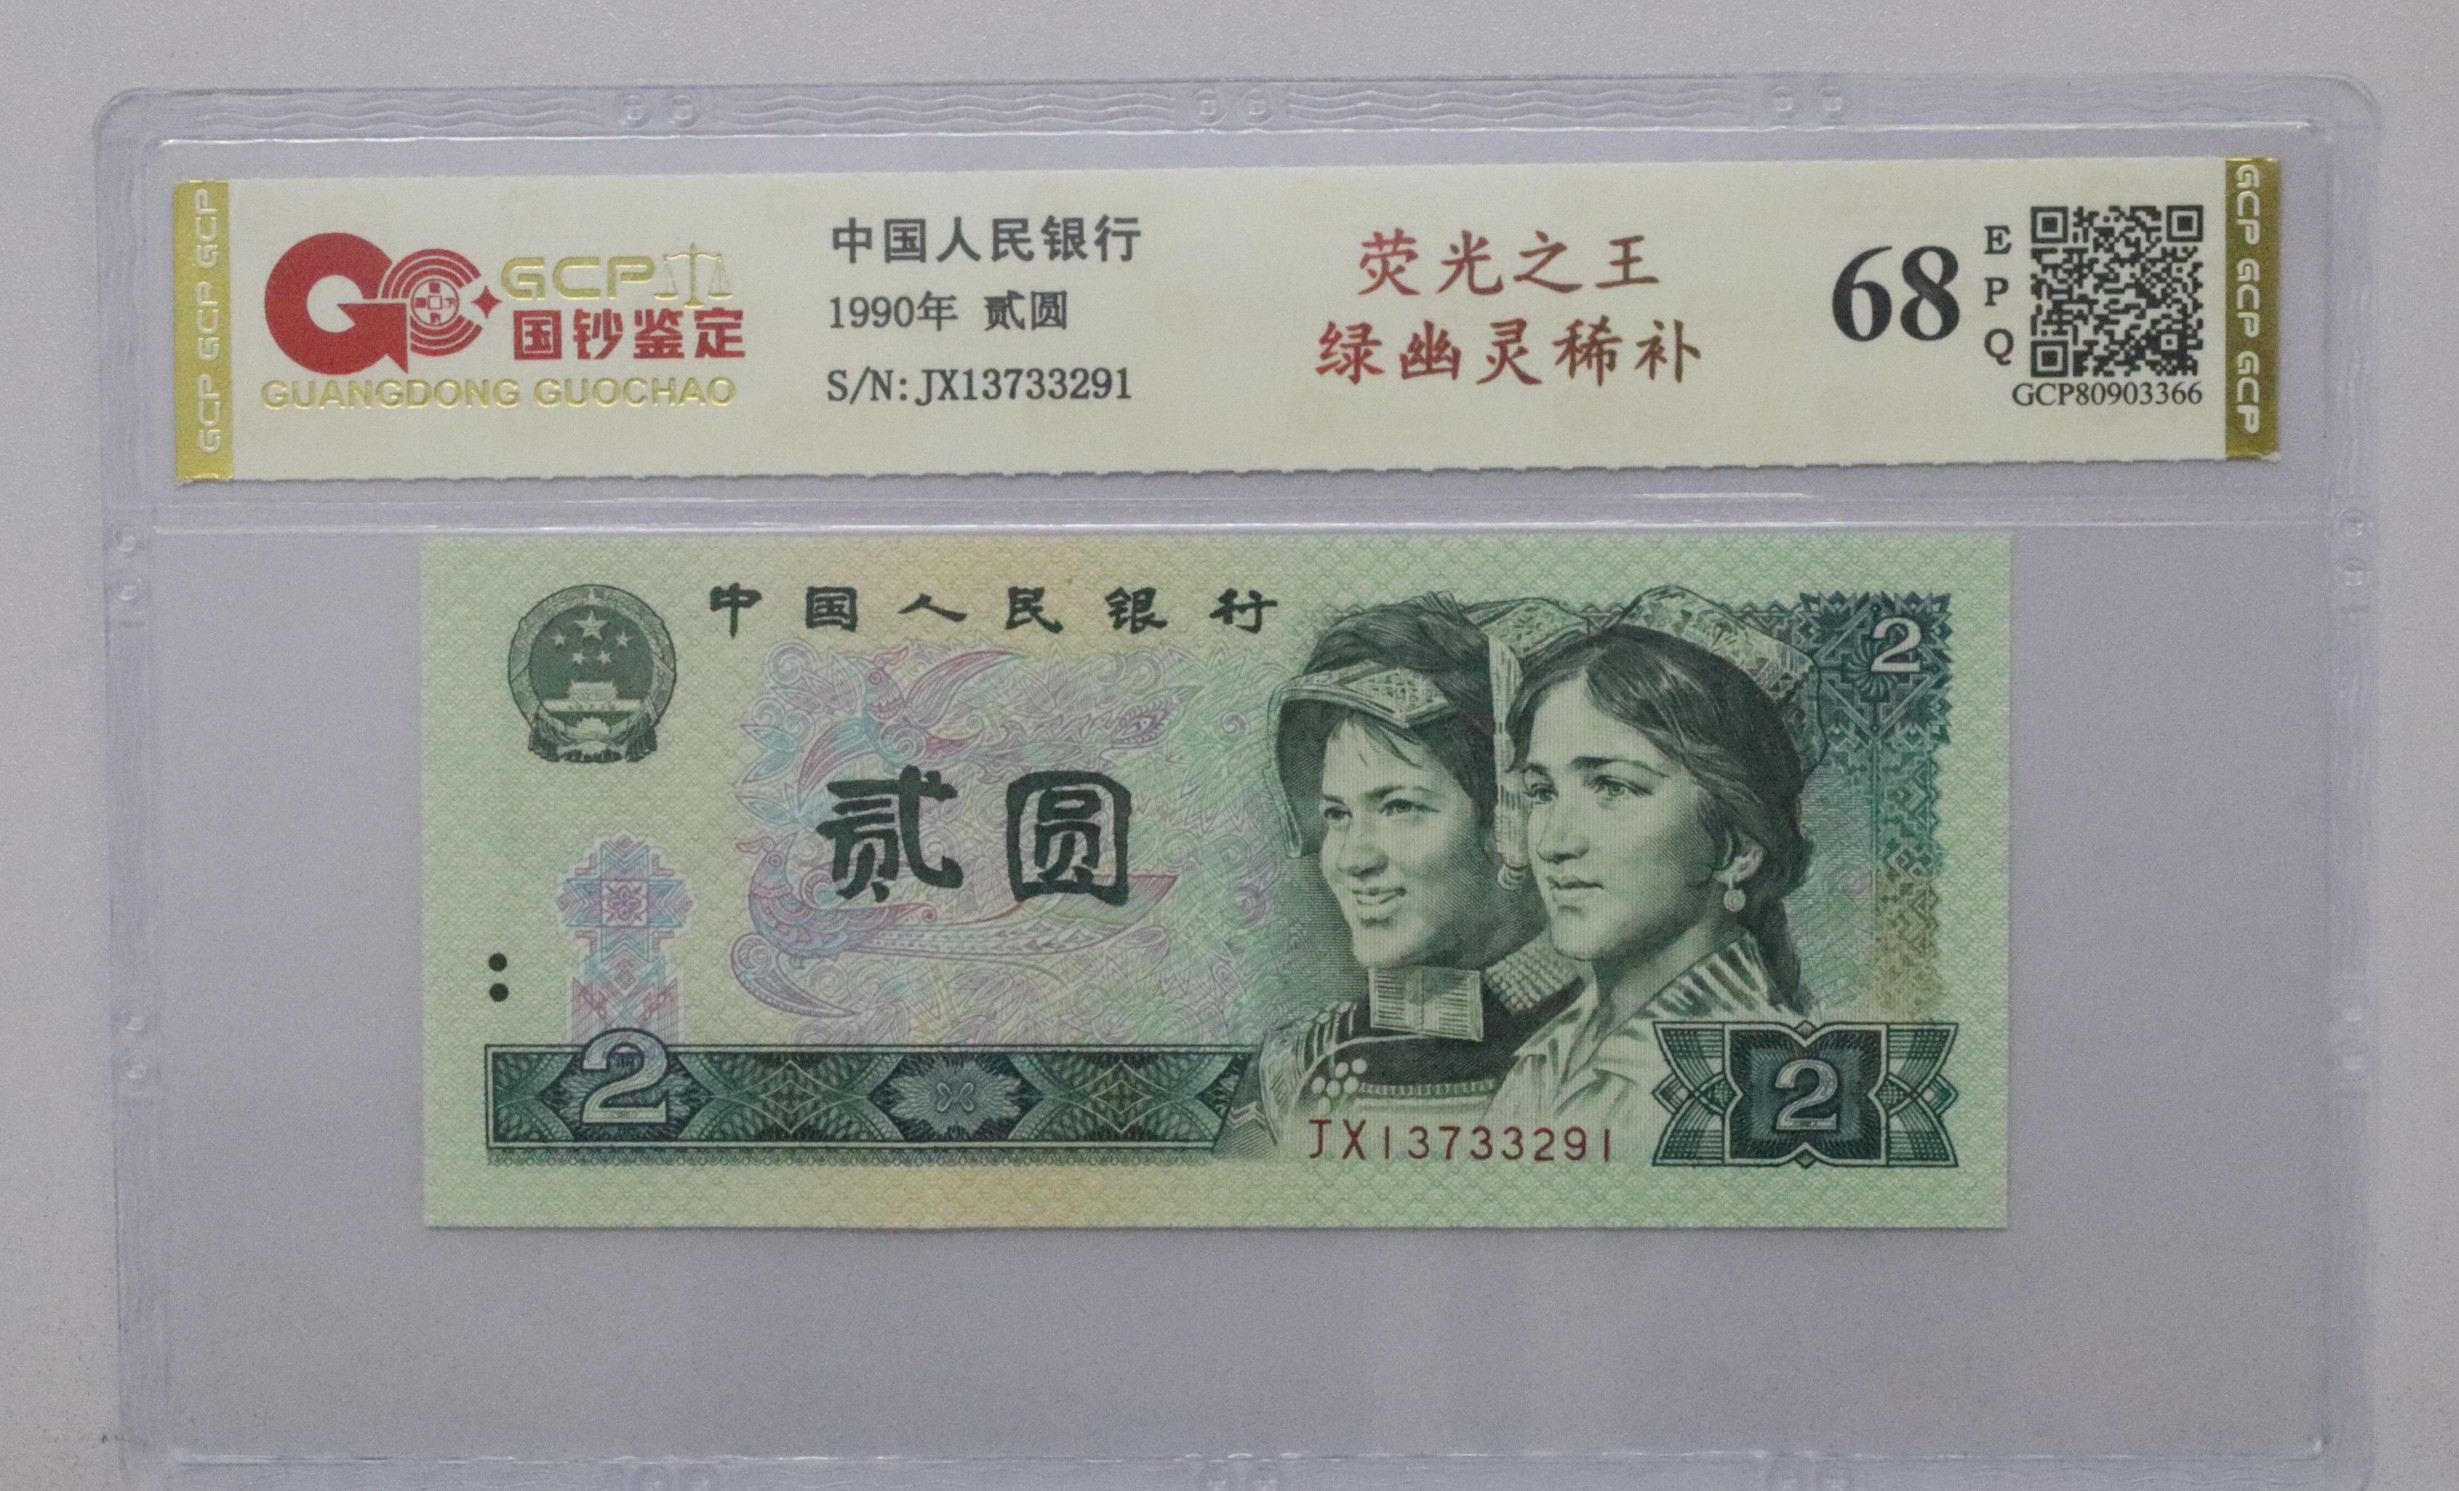 GCP GCP GCP
GCP
国钞鉴定
GUANGDONG GUOCHAO
中国人民银行
1990年 贰圆
S/N: JX13733291
荧光之王
绿幽灵稀补
68
E
P
Q
GCP80903366
GCP GCP GCP
中国人民银行
2
贰圆
2
JX13733291
2